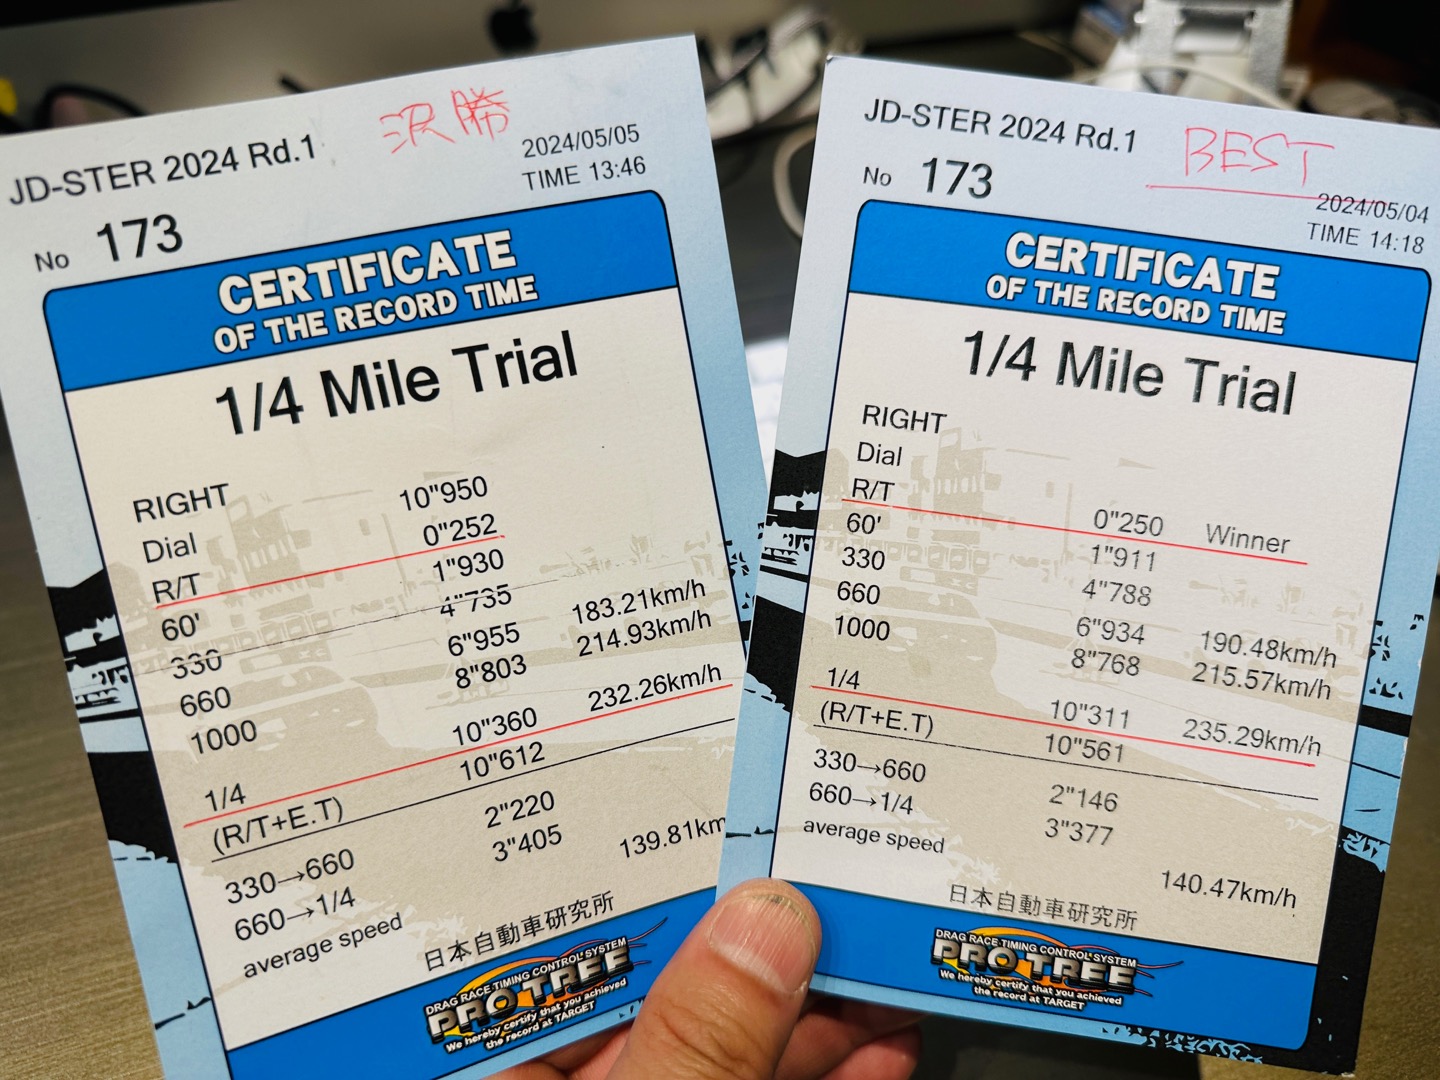 JD-STER 2024 Rd.1 決勝
2024/05/05
TIME 13:46
No 173
CERTIFICATE
OF THE RECORD TIME
1/4 Mile Trial
RIGHT
Dial 10"950
R/T 0"252
60' 1"930
330 4"735
660 6"955 183.21km/h
1000 8"803 214.93km/h
1/4 10"360 232.26km/h
(R/T+E.T) 10"612
330→660 2"220
660→1/4 3"405
average speed 139.81km
日本自動車研究所
DRAG RACE TIMING CONTROL SYSTEM
PRO TREE
We hereby certify that you achieved
the record at TARGET
JD-STER 2024 Rd.1 BEST
2024/05/04
TIME 14:18
No 173
CERTIFICATE
OF THE RECORD TIME
1/4 Mile Trial
RIGHT
Dial
R/T 0"250 Winner
60' 1"911
330 4"788
660 6"934 190.48km/h
1000 8"768 215.57km/h
1/4 10"311 235.29km/h
(R/T+E.T) 10"561
330→660 2"146
660→1/4 3"377
average speed 140.47km/h
日本自動車研究所
DRAG RACE TIMING CONTROL SYSTEM
PRO TREE
We hereby certify that you achieved
the record at TARGET